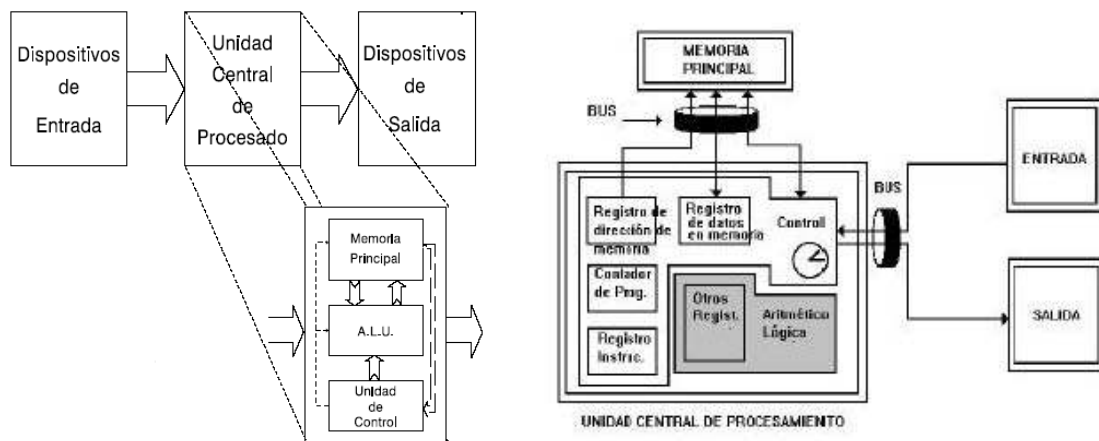 Dispositivos
de
Entrada
Unidad
Central
de
Procesado
Dispositivos
de
Salida
Memoria
Principal
A.L.U.
Unidad
de
Control
MEMORIA
PRINCIPAL
BUS
Registro de
dirección de
memoria
Registro
de datos
en memoria
Controll
Contador
de Prog.
Otros
Regist.
Aritmético
Lógica
Registro
Instric.
UNIDAD CENTRAL DE PROCESAMIENTO
BUS
ENTRADA
SALIDA